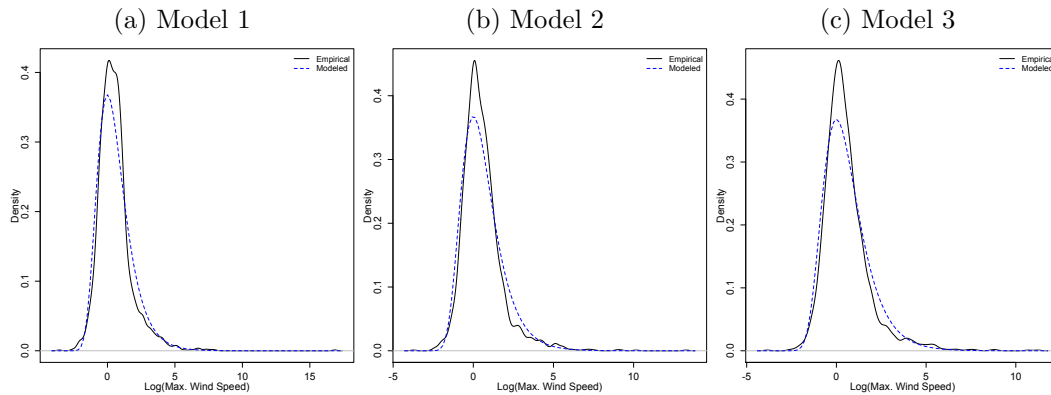 (a) Model 1
(b) Model 2
(c) Model 3
Empirical
Modeled
Density
0.0
0.1
0.2
0.3
0.4
0
5
10
15
Log(Max. Wind Speed)
Empirical
Modeled
Density
0.0
0.1
0.2
0.3
0.4
-5
0
5
10
Log(Max. Wind Speed)
Empirical
Modeled
Density
0.0
0.1
0.2
0.3
0.4
-5
0
5
10
Log(Max. Wind Speed)